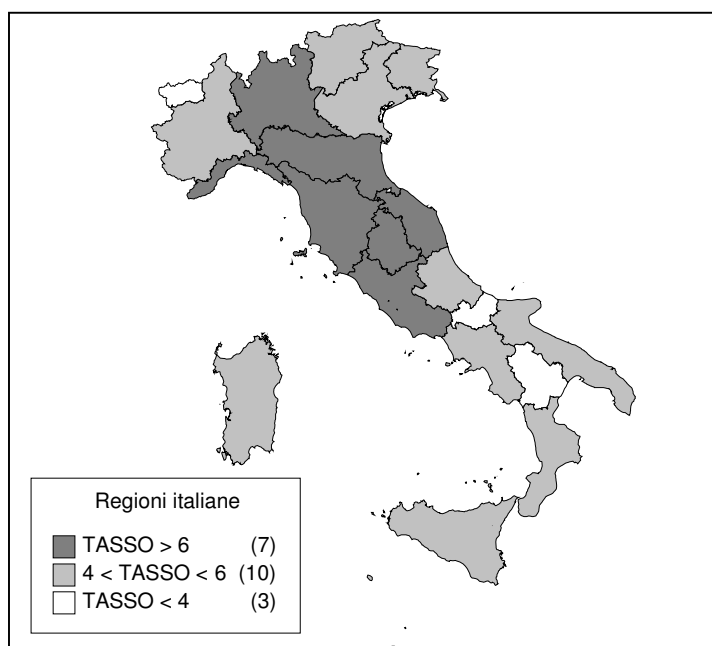 Regioni italiane
TASSO > 6 (7)
4 < TASSO < 6 (10)
TASSO < 4 (3)